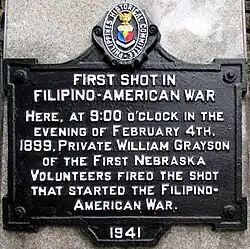 PHILIPPINES HISTORICAL COMMITTEE
FIRST SHOT IN
FILIPINO-AMERICAN WAR
HERE, AT 9:00 O'CLOCK IN THE
EVENING OF FEBRUARY 4TH,
1899, PRIVATE WILLIAM GRAYSON
OF THE FIRST NEBRASKA
VOLUNTEERS FIRED THE SHOT
THAT STARTED THE FILIPINO-
AMERICAN WAR.
1941